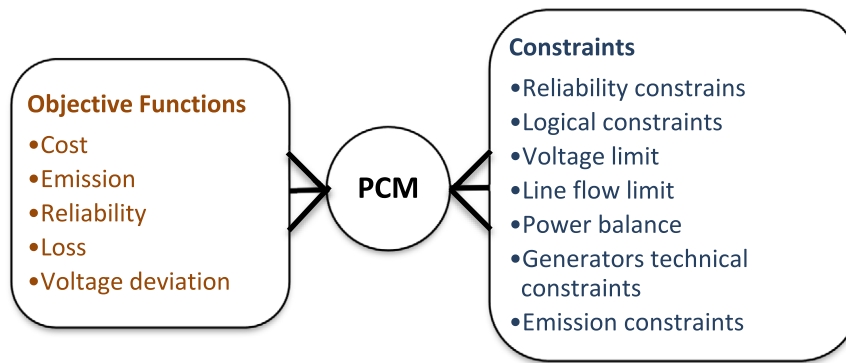 Objective Functions
•Cost
•Emission
•Reliability
•Loss
•Voltage deviation
PCM
Constraints
•Reliability constrains
•Logical constraints
•Voltage limit
•Line flow limit
•Power balance
•Generators technical
constraints
•Emission constraints